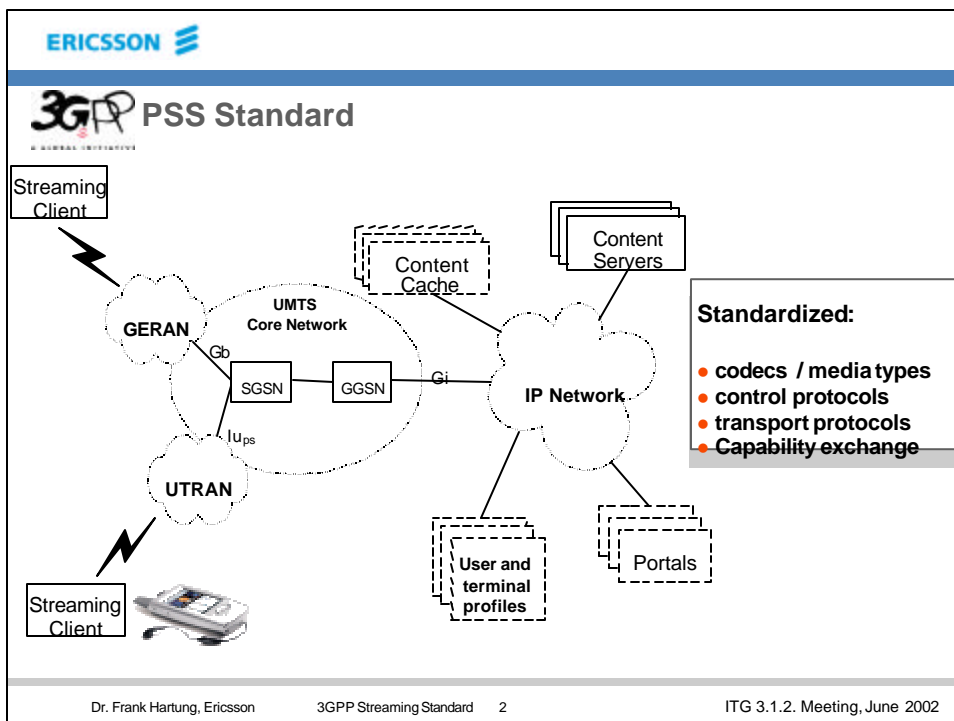 ERICSSON
3GPP
A GLOBAL INITIATIVE
PSS Standard
Streaming
Client
Content
Cache
Content
Servers
UMTS
Core Network
GERAN
Gb
SGSN
GGSN
Gi
IP Network
Iu ps
UTRAN
Streaming
Client
User and
terminal
profiles
Portals
Standardized:
• codecs / media types
• control protocols
• transport protocols
• Capability exchange
Dr. Frank Hartung, Ericsson 3GPP Streaming Standard 2 ITG 3.1.2. Meeting, June 2002